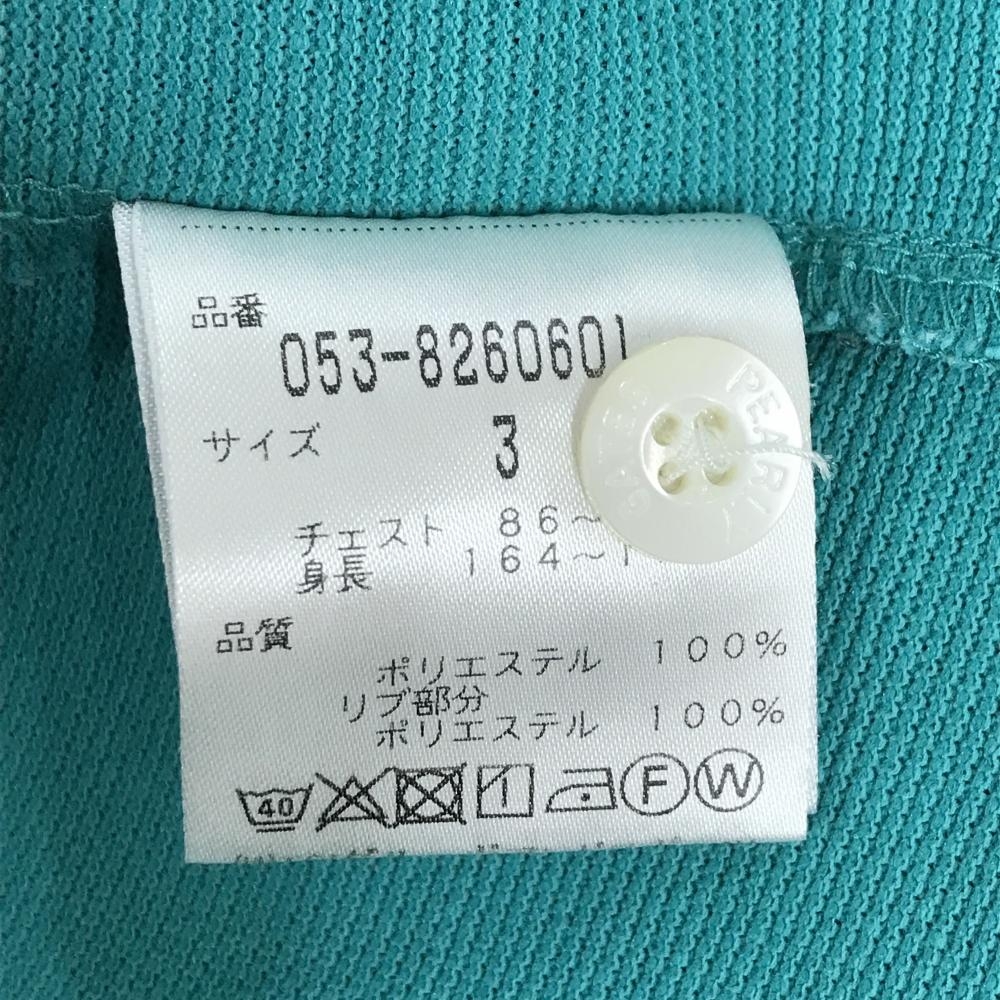 品番
053-8260601
サイズ 3
チェスト 86~
身長 164~1
品質
ポリエステル 100%
リブ部分
ポリエステル 100%
40 F W
PEARL